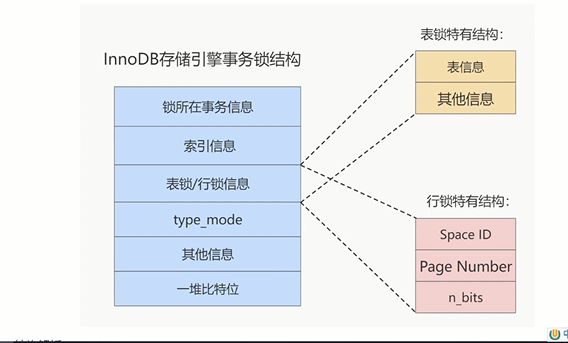 表锁特有结构：
InnoDB存储引擎事务锁结构
表信息
其他信息
锁所在事务信息
索引信息
表锁/行锁信息
type_mode
其他信息
一堆比特位
行锁特有结构：
Space ID
Page Number
n_bits